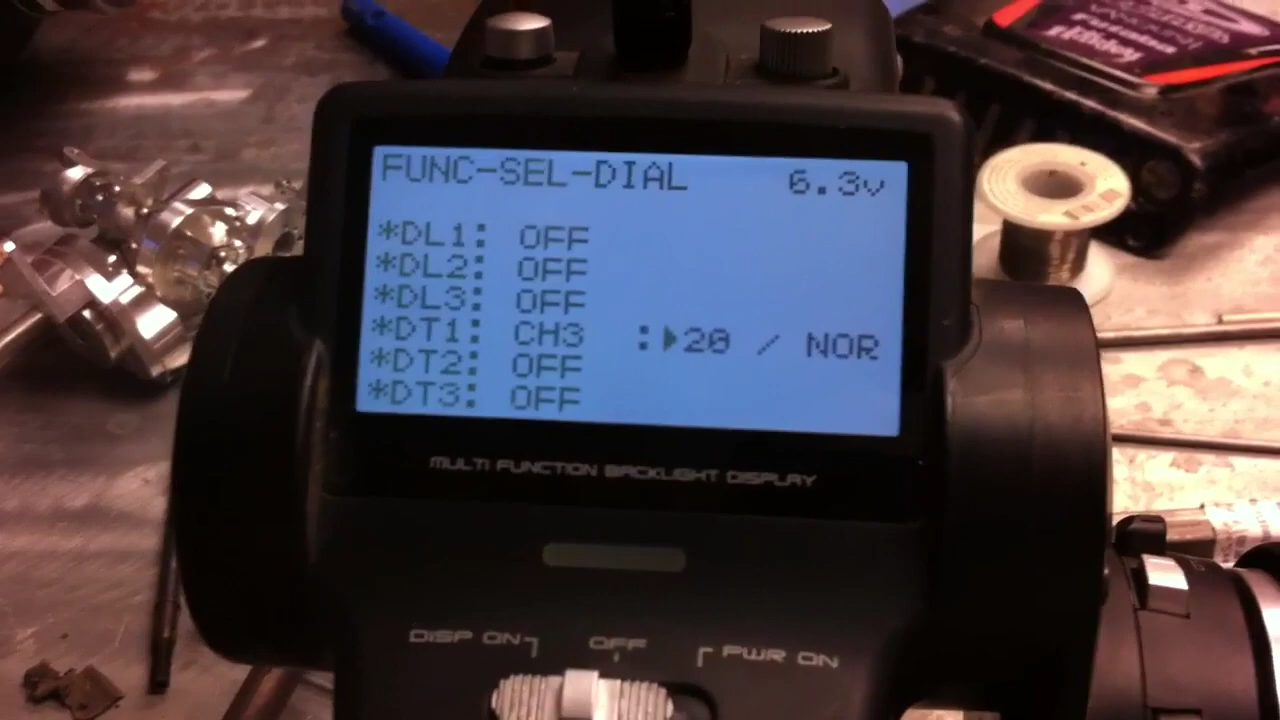 FUNC-SEL-DIAL 6.3v
*DL1: OFF
*DL2: OFF
*DL3: OFF
*DT1: CH3 :▶20 / NOR
*DT2: OFF
*DT3: OFF
MULTI FUNCTION BACKLIGHT DISPLAY
DISP ON OFF PWR ON